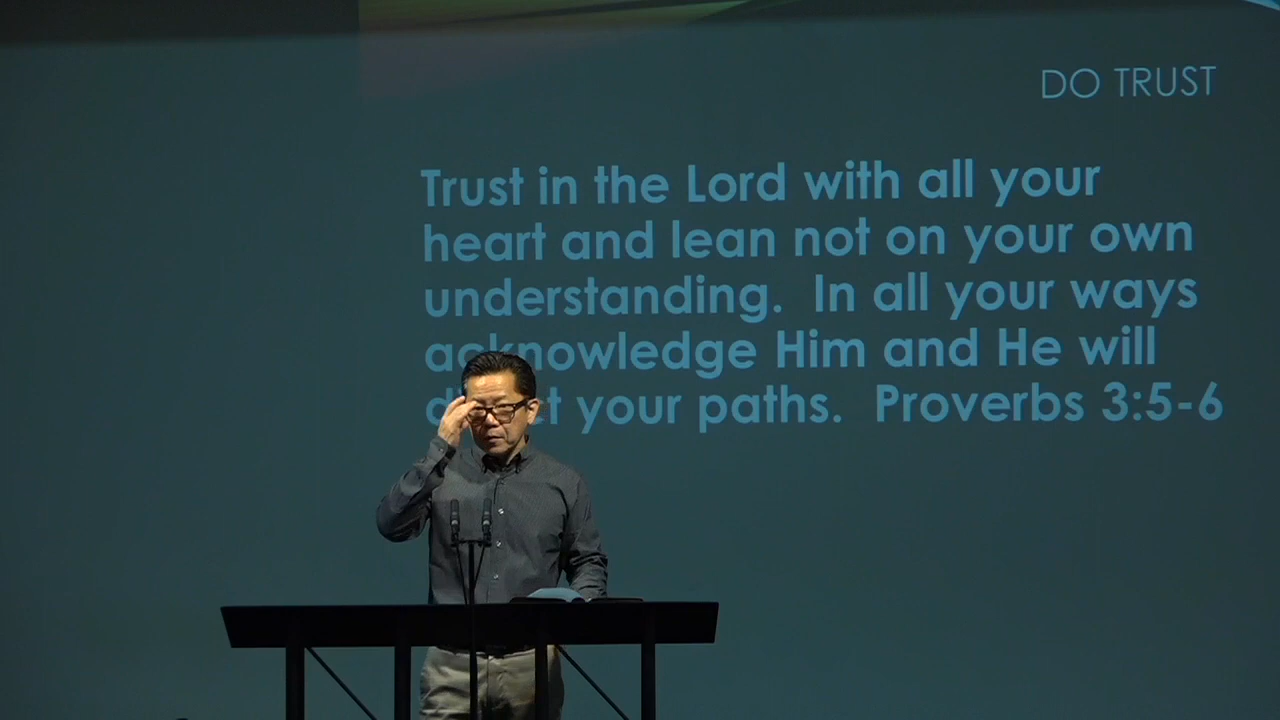 DO TRUST
Trust in the Lord with all your
heart and lean not on your own
understanding. In all your ways
acknowledge Him and He will
your paths. Proverbs 3:5-6